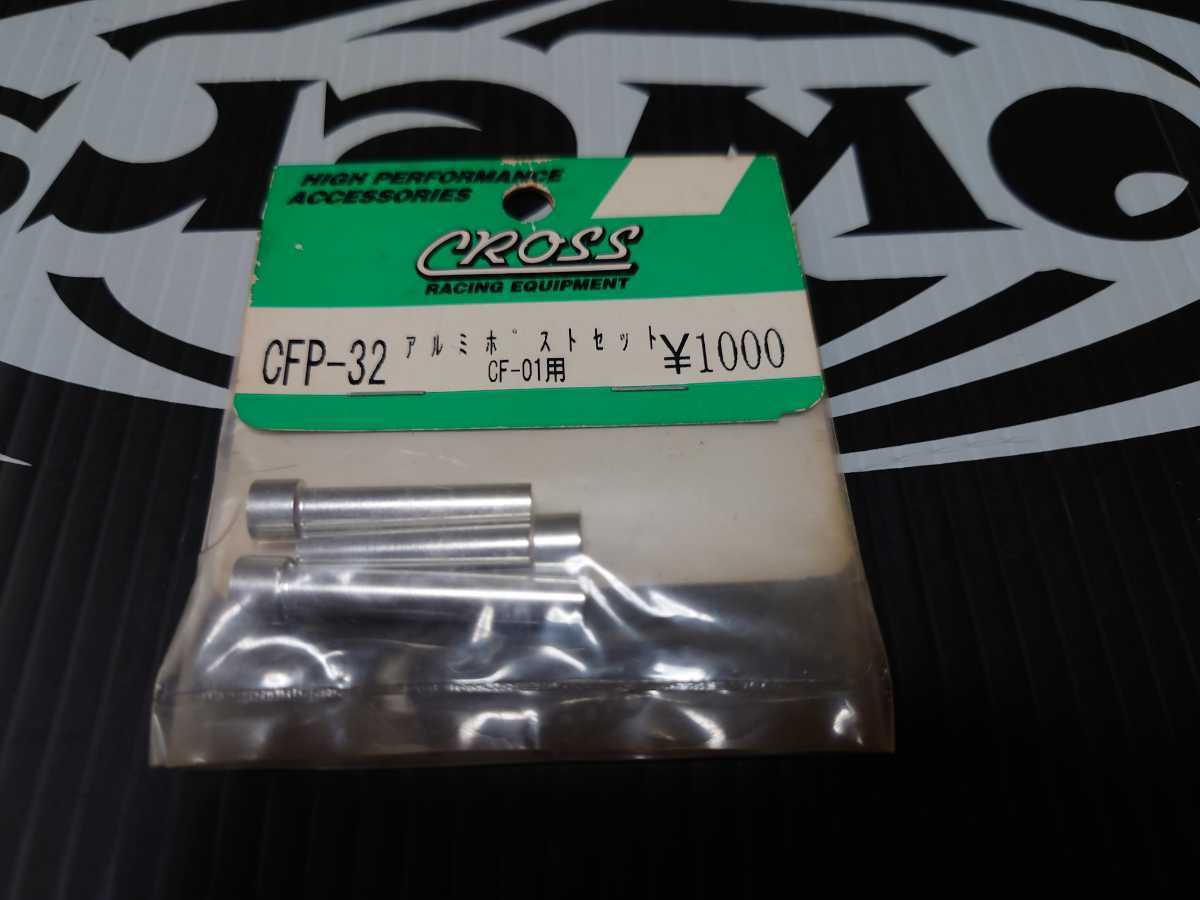 HIGH PERFORMANCE
ACCESSORIES
CROSS
RACING EQUIPMENT
CFP-32 アルミポストセット ¥1000
CF-01用